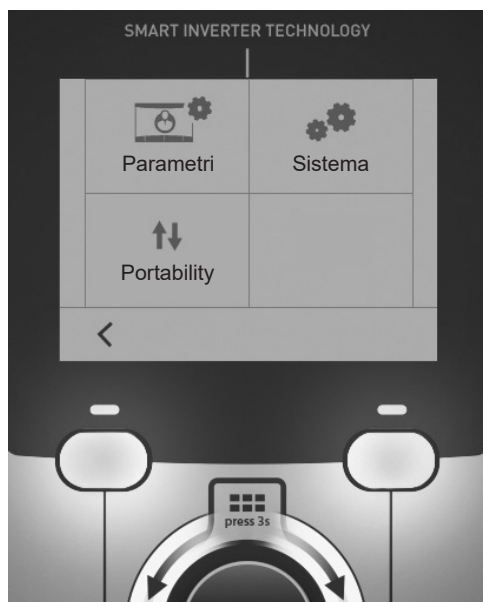 SMART INVERTER TECHNOLOGY
Parametri
Sistema
Portability
press 3s